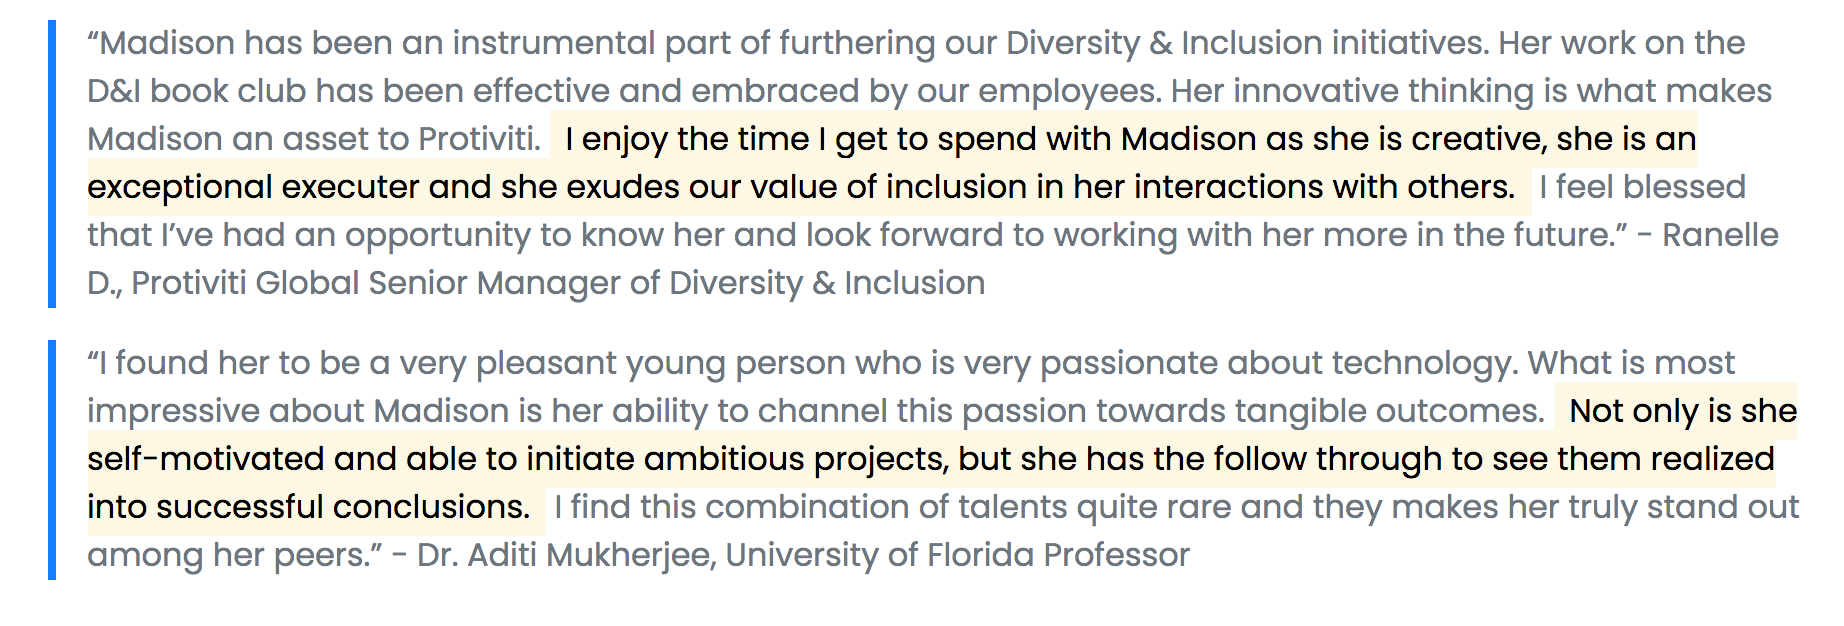 “Madison has been an instrumental part of furthering our Diversity & Inclusion initiatives. Her work on the
D&I book club has been effective and embraced by our employees. Her innovative thinking is what makes
Madison an asset to Protiviti. I enjoy the time I get to spend with Madison as she is creative, she is an
exceptional executer and she exudes our value of inclusion in her interactions with others. I feel blessed
that I’ve had an opportunity to know her and look forward to working with her more in the future.” - Ranelle
D., Protiviti Global Senior Manager of Diversity & Inclusion
“I found her to be a very pleasant young person who is very passionate about technology. What is most
impressive about Madison is her ability to channel this passion towards tangible outcomes. Not only is she
self-motivated and able to initiate ambitious projects, but she has the follow through to see them realized
into successful conclusions. I find this combination of talents quite rare and they makes her truly stand out
among her peers.” - Dr. Aditi Mukherjee, University of Florida Professor